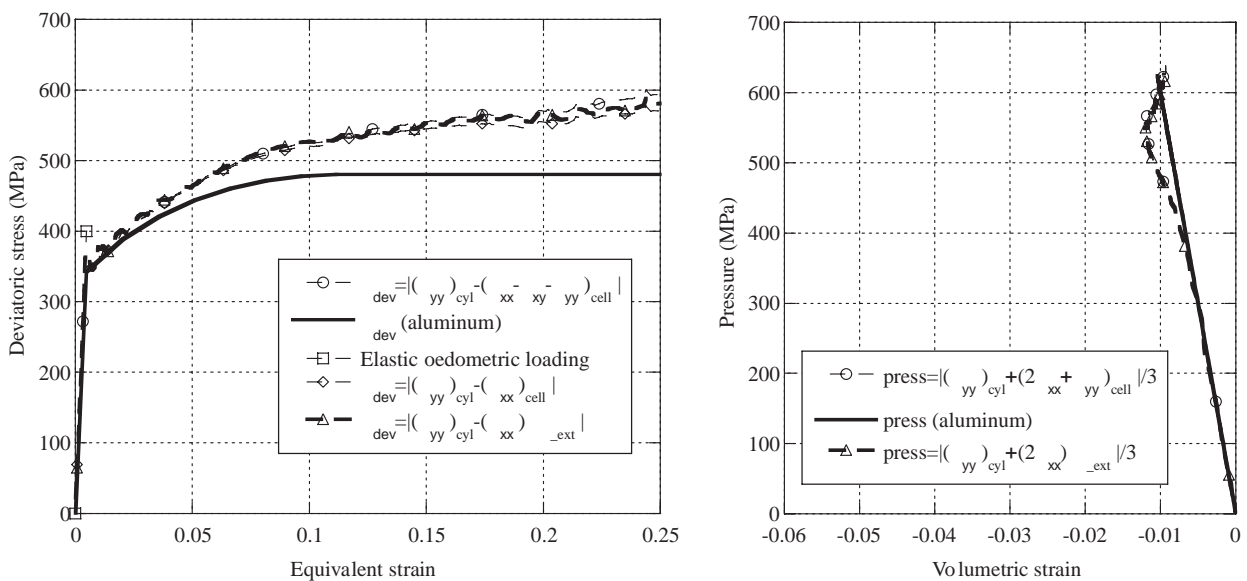 700
600
500
400
300
200
100
0
Deviatoric stress (MPa)
dev=|( yy)cyl-( xx- xy- yy)cell |
dev (aluminum)
Elastic oedometric loading
dev=|( yy)cyl-( xx)cell |
dev=|( yy)cyl-( xx) _ext |
0 0.05 0.1 0.15 0.2 0.25
Equivalent strain
700
600
500
400
300
200
100
0
Pressure (MPa)
press=|( yy)cyl+(2 xx+ yy)cell |/3
press (aluminum)
press=|( yy)cyl+(2 xx) _ext |/3
-0.06 -0.05 -0.04 -0.03 -0.02 -0.01 0
Vo lumetric strain